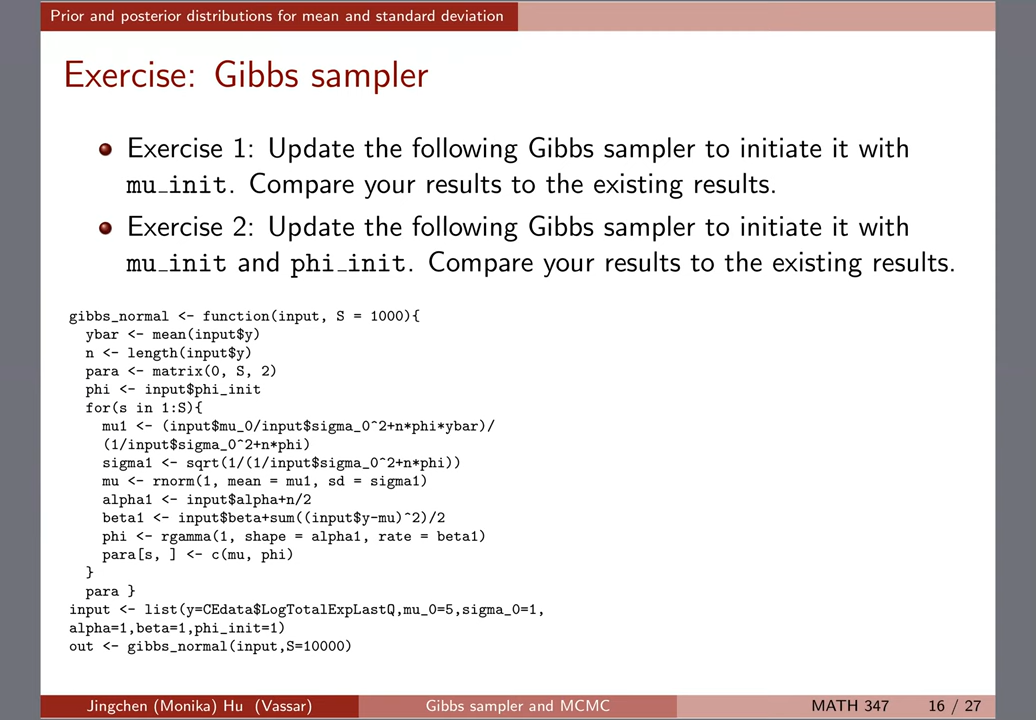 Prior and posterior distributions for mean and standard deviation
Exercise: Gibbs sampler
Exercise 1: Update the following Gibbs sampler to initiate it with
mu_init. Compare your results to the existing results.
Exercise 2: Update the following Gibbs sampler to initiate it with
mu_init and phi_init. Compare your results to the existing results.
gibbs_normal <- function(input, S = 1000){
  ybar <- mean(input$y)
  n <- length(input$y)
  para <- matrix(0, S, 2)
  phi <- input$phi_init
  for(s in 1:S){
    mu1 <- (input$mu_0/input$sigma_0^2+n*phi*ybar)/
    (1/input$sigma_0^2+n*phi)
    sigma1 <- sqrt(1/(1/input$sigma_0^2+n*phi))
    mu <- rnorm(1, mean = mu1, sd = sigma1)
    alpha1 <- input$alpha+n/2
    beta1 <- input$beta+sum((input$y-mu)^2)/2
    phi <- rgamma(1, shape = alpha1, rate = beta1)
    para[s, ] <- c(mu, phi)
  }
  para }
input <- list(y=CEdata$LogTotalExpLastQ,mu_0=5,sigma_0=1,
alpha=1,beta=1,phi_init=1)
out <- gibbs_normal(input,S=10000)
Jingchen (Monika) Hu (Vassar)
Gibbs sampler and MCMC
MATH 347
16 / 27